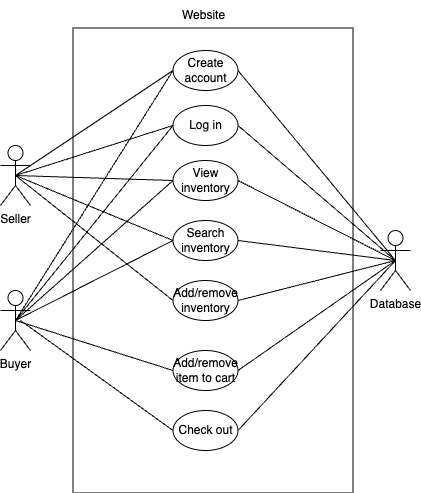 Website
Create
account
Log in
View
inventory
Search
inventory
Seller
Add/remove
inventory
Database
Buyer
Add/remove
item to cart
Check out